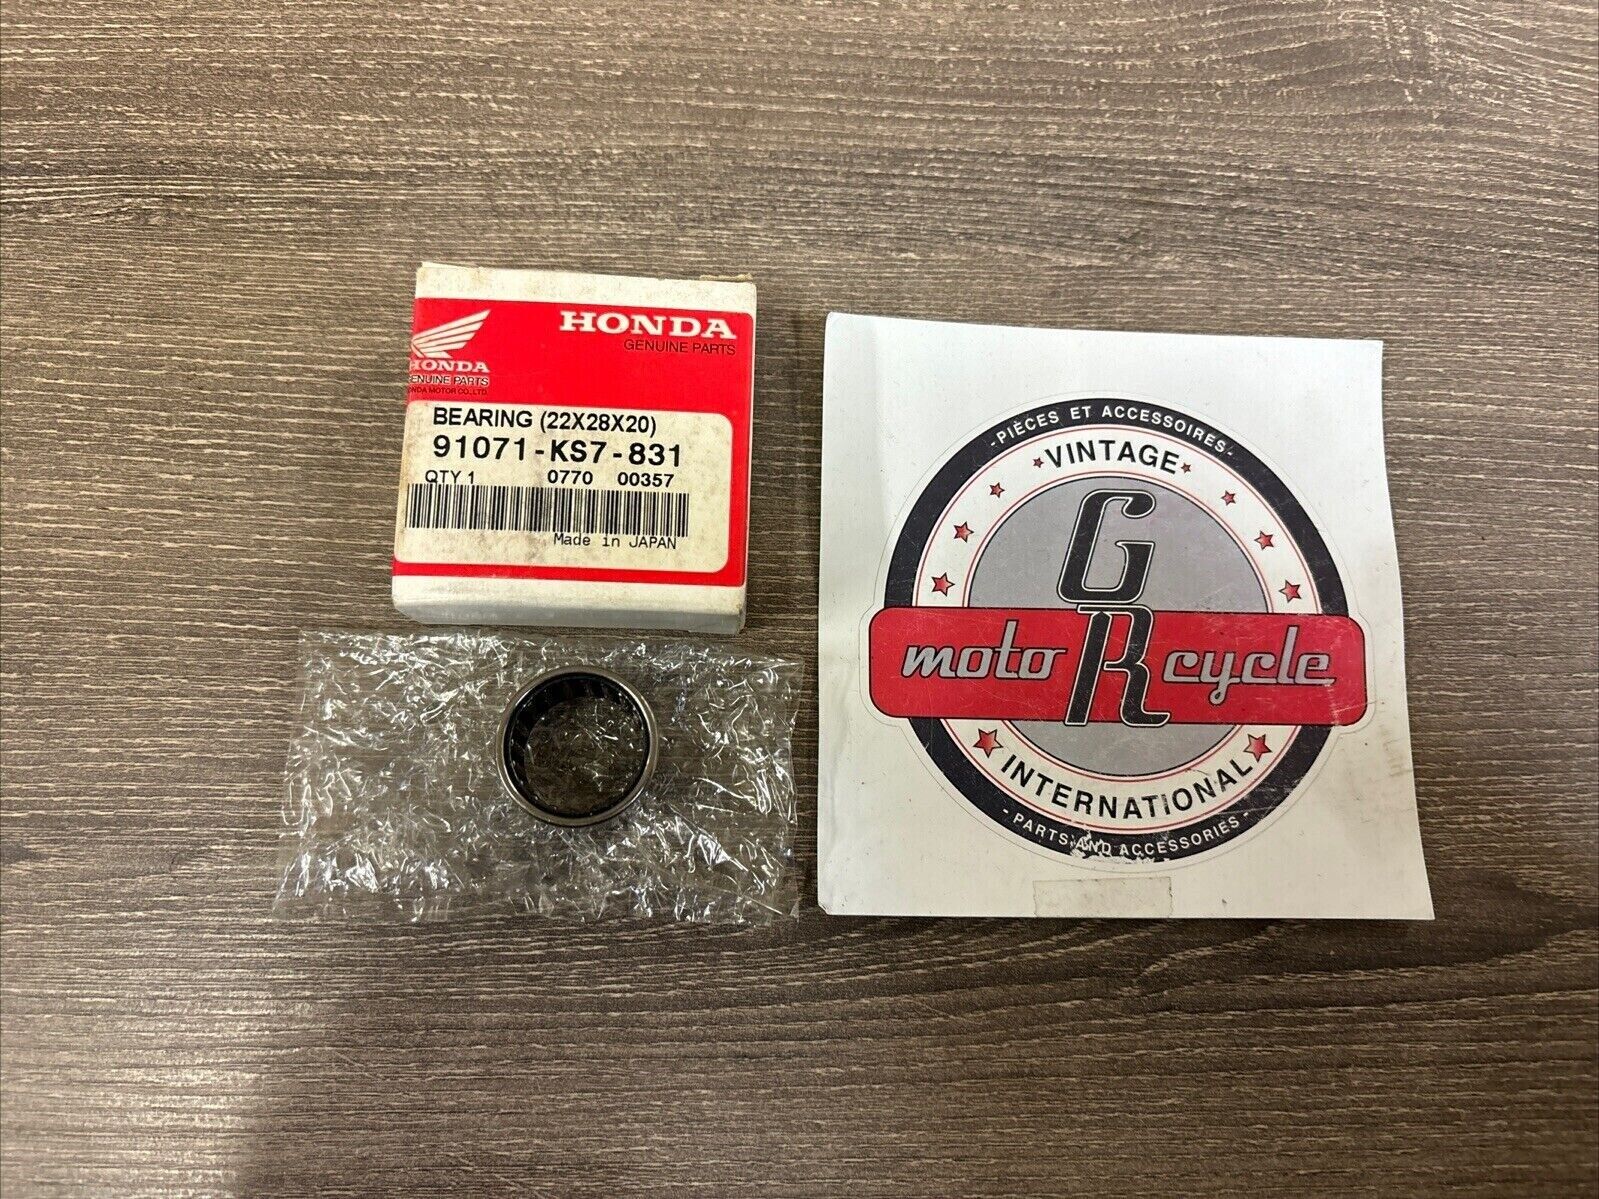 HONDA
GENUINE PARTS
HONDA
GENUINE PARTS
HONDA MOTOR CO.,LTD.
BEARING (22X28X20)
91071-KS7-831
QTY 1 0770 00357
Made in JAPAN
-PIÈCES ET ACCESSOIRES-
VINTAGE
GR
moto cycle
INTERNATIONAL
- PARTS AND ACCESSORIES -